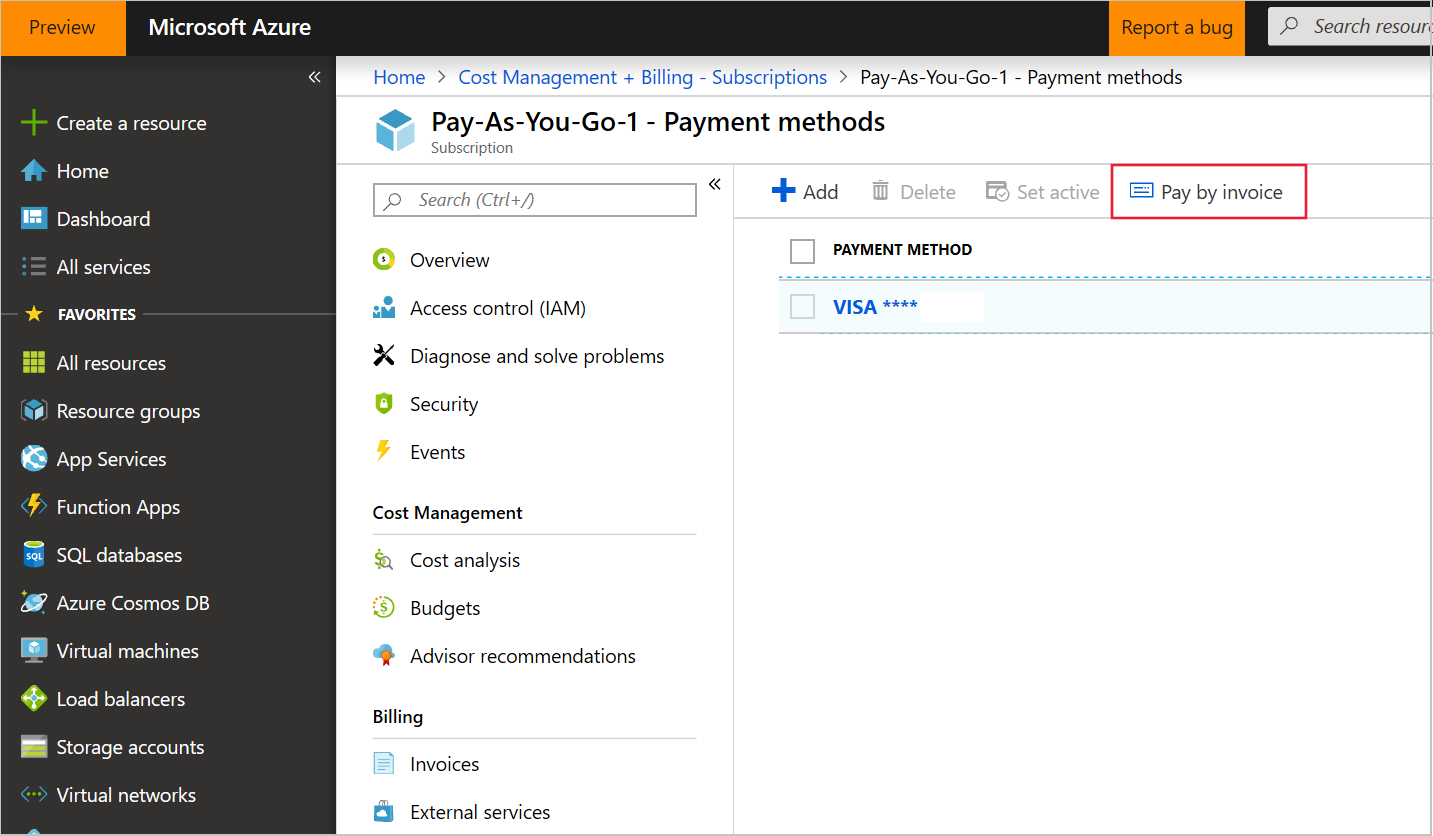 Preview
Microsoft Azure
Report a bug
Search resour
«
Create a resource
Home
Dashboard
All services
FAVORITES
All resources
Resource groups
App Services
Function Apps
SQL
SQL databases
Azure Cosmos DB
Virtual machines
Load balancers
Storage accounts
Virtual networks
Home > Cost Management + Billing - Subscriptions > Pay-As-You-Go-1 - Payment methods
Pay-As-You-Go-1 - Payment methods
Subscription
Search (Ctrl+/)
«
Overview
Access control (IAM)
Diagnose and solve problems
Security
Events
Cost Management
Cost analysis
Budgets
Advisor recommendations
Billing
Invoices
External services
Add
Delete
Set active
Pay by invoice
PAYMENT METHOD
VISA ****